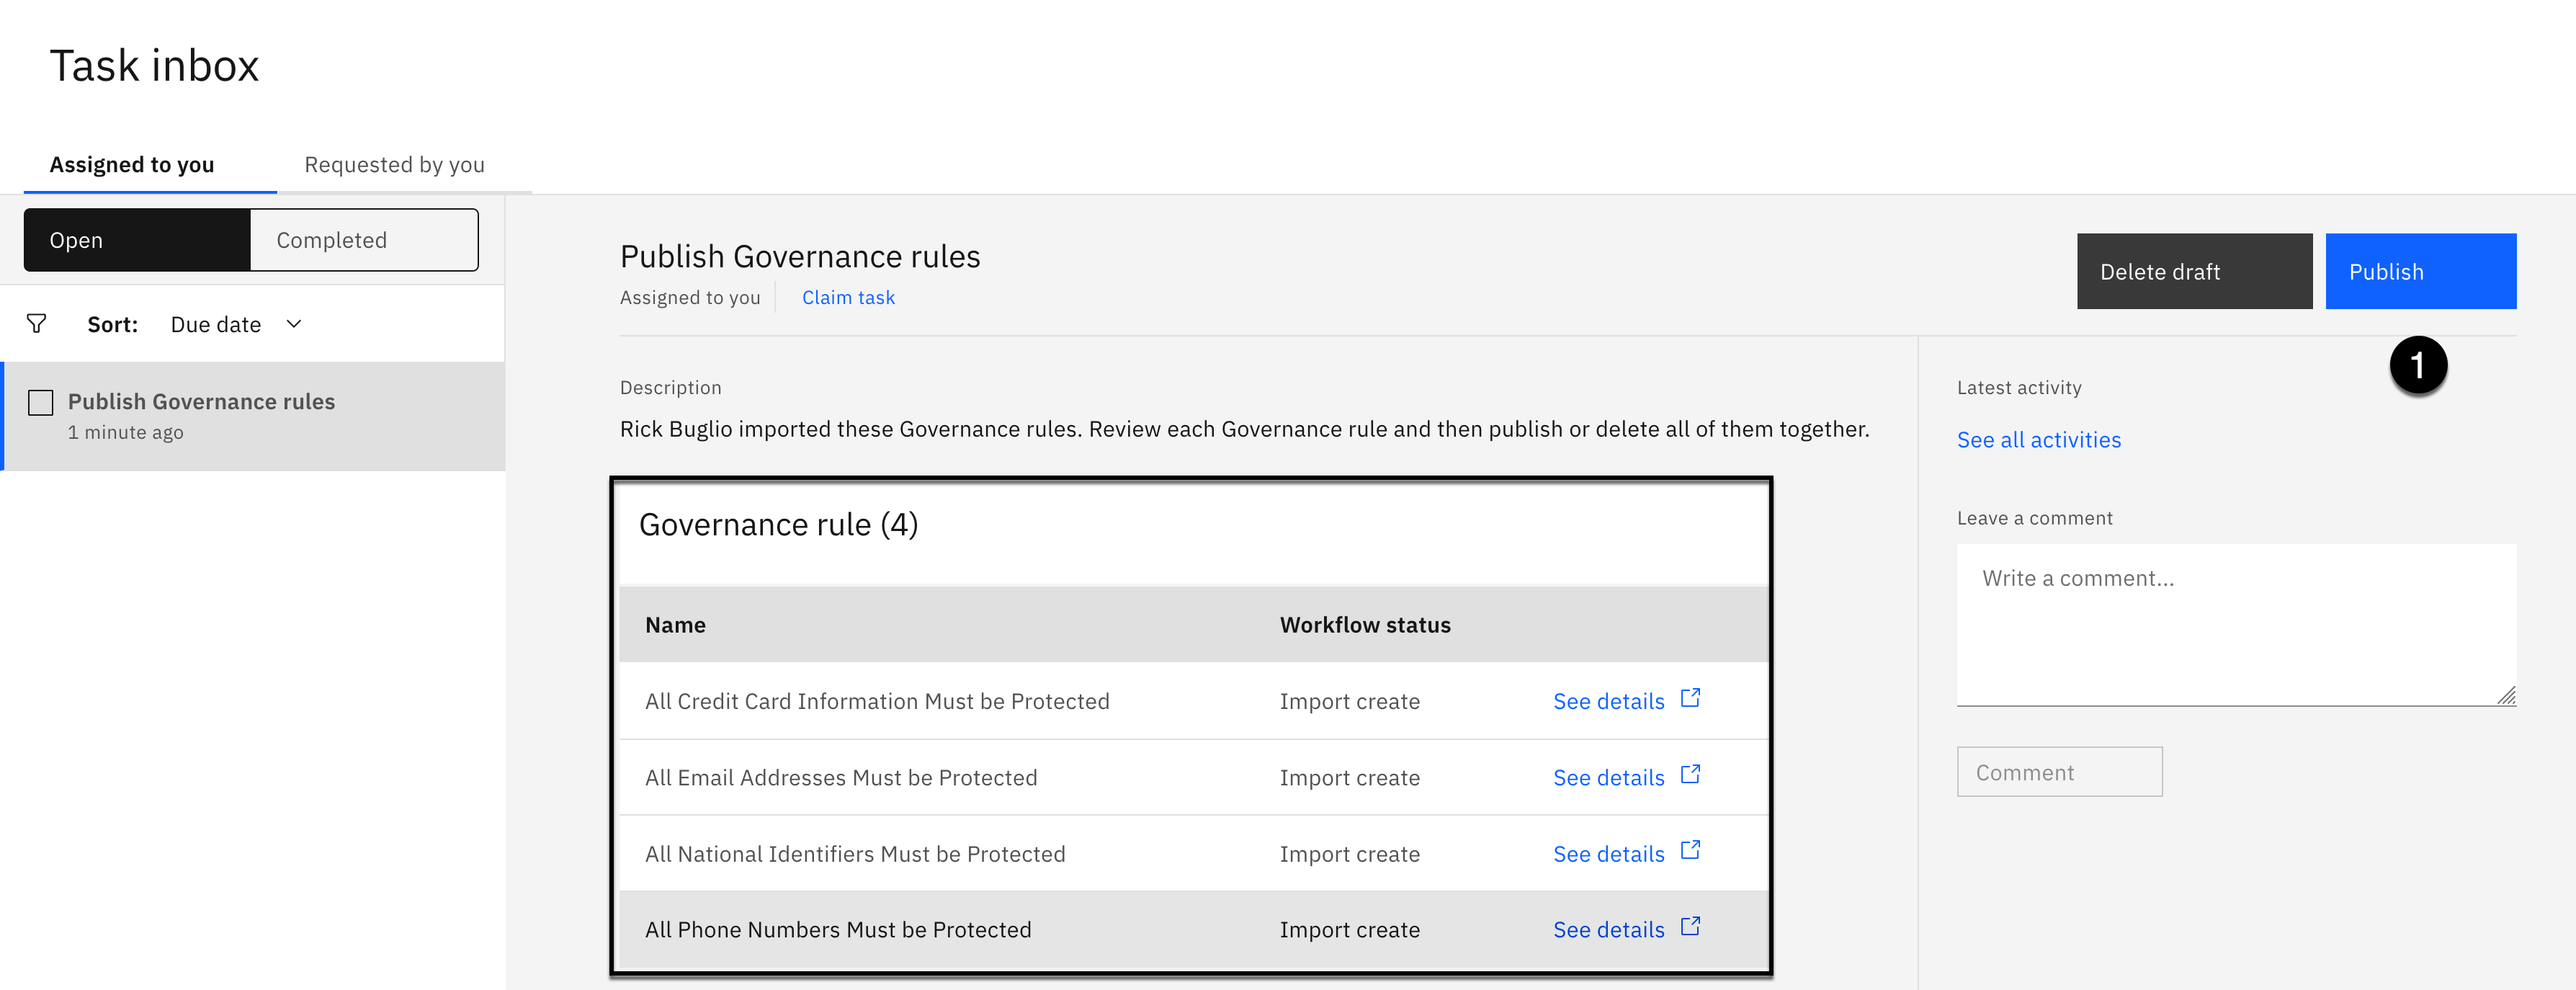 Task inbox
Assigned to you
Requested by you
Open
Completed
Sort: Due date
Publish Governance rules
1 minute ago
Publish Governance rules
Assigned to you
Claim task
Delete draft
Publish
1
Description
Rick Buglio imported these Governance rules. Review each Governance rule and then publish or delete all of them together.
Governance rule (4)
Name Workflow status
All Credit Card Information Must be Protected Import create See details
All Email Addresses Must be Protected Import create See details
All National Identifiers Must be Protected Import create See details
All Phone Numbers Must be Protected Import create See details
Latest activity
See all activities
Leave a comment
Write a comment...
Comment